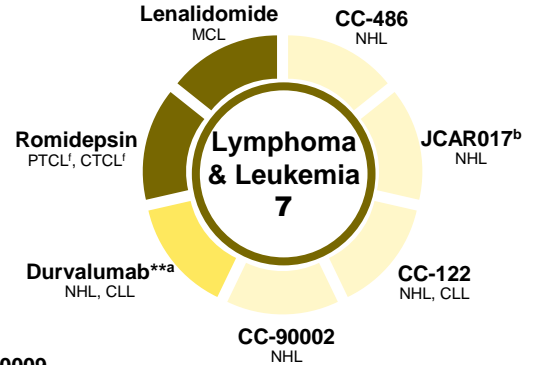 Lenalidomide
MCL
CC-486
NHL
Romidepsin
PTCLᶠ, CTCLᶠ
Lymphoma
& Leukemia
7
JCAR017ᵇ
NHL
Durvalumab**ᵃ
NHL, CLL
CC-122
NHL, CLL
CC-90002
NHL